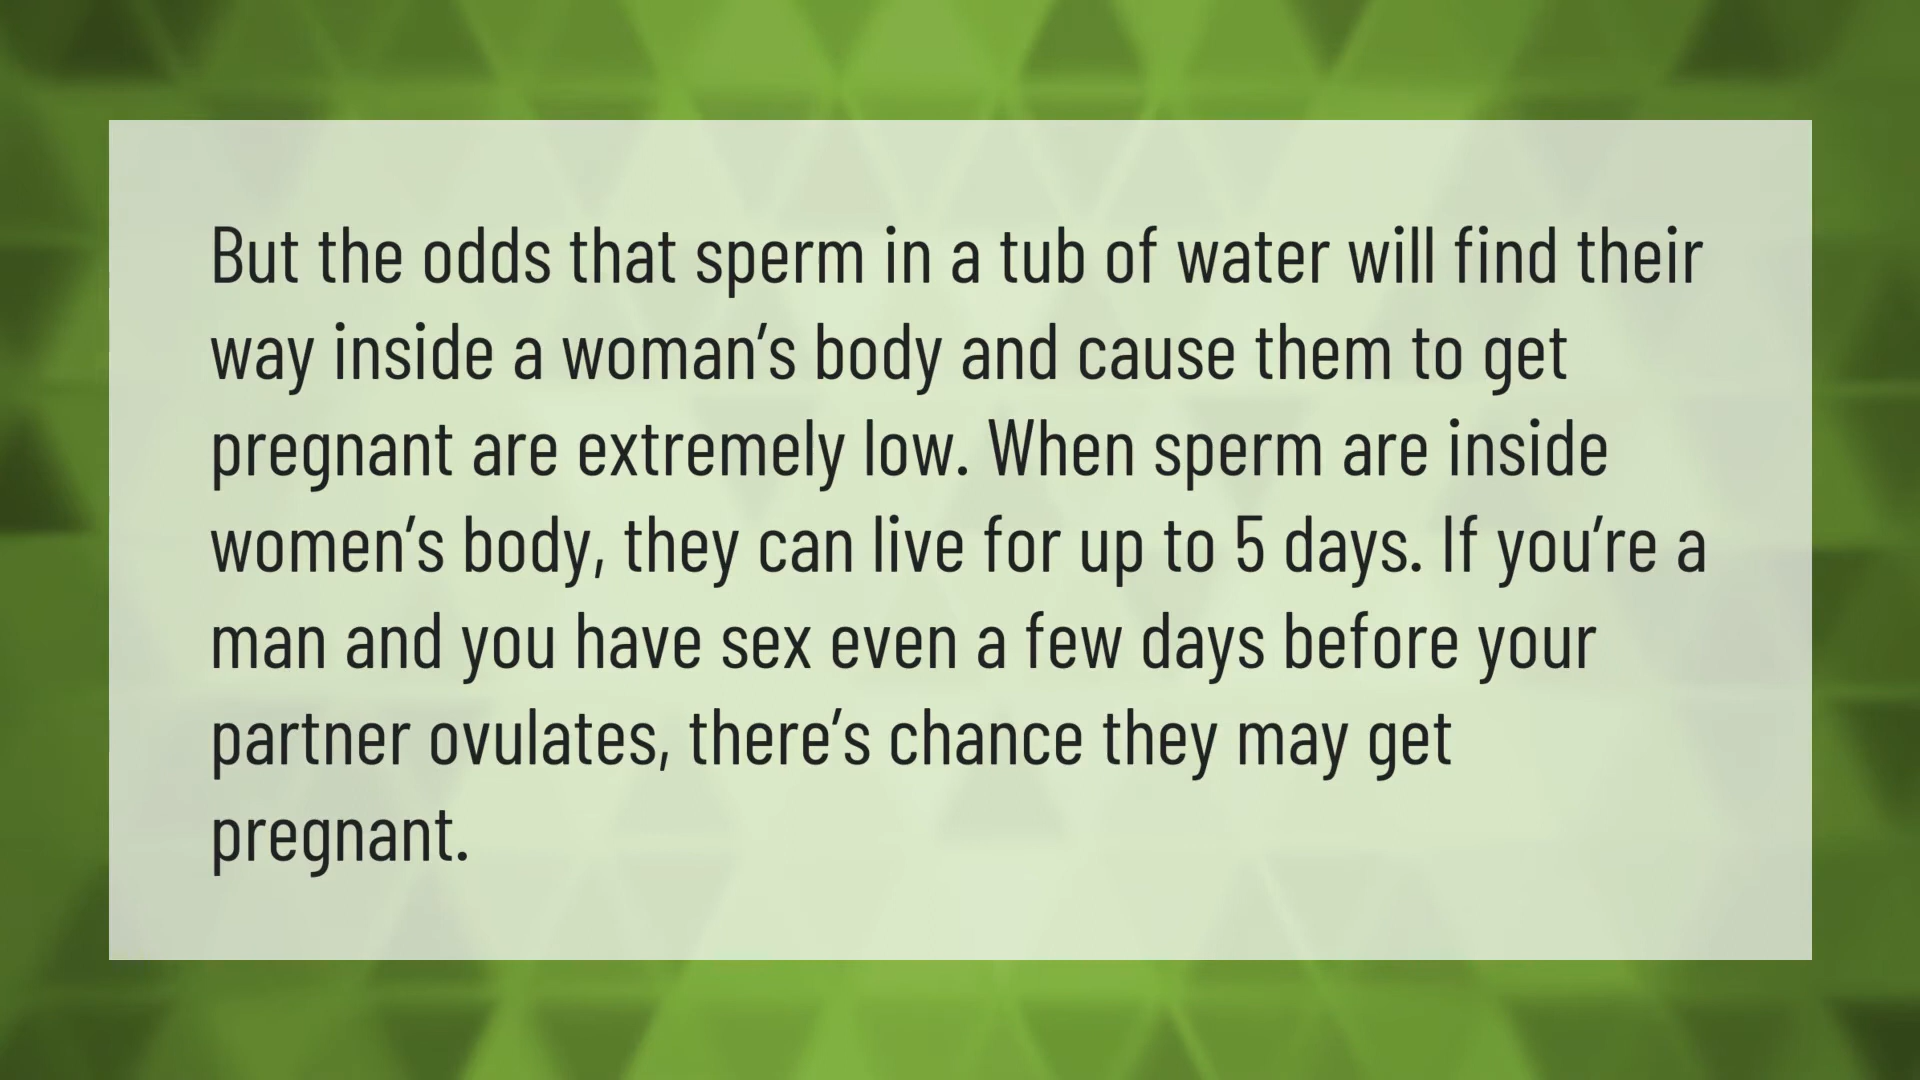 But the odds that sperm in a tub of water will find their
way inside a woman’s body and cause them to get
pregnant are extremely low. When sperm are inside
women’s body, they can live for up to 5 days. If you’re a
man and you have sex even a few days before your
partner ovulates, there’s chance they may get
pregnant.